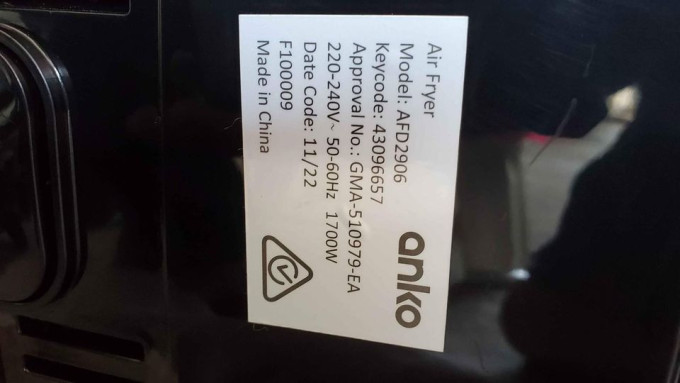 Air Fryer
Model: AFD2906
Keycode: 43096657
Approval No.: GMA-510979-EA
220-240V~ 50-60Hz 1700W
Date Code: 11/22
F100009
Made in China
anko